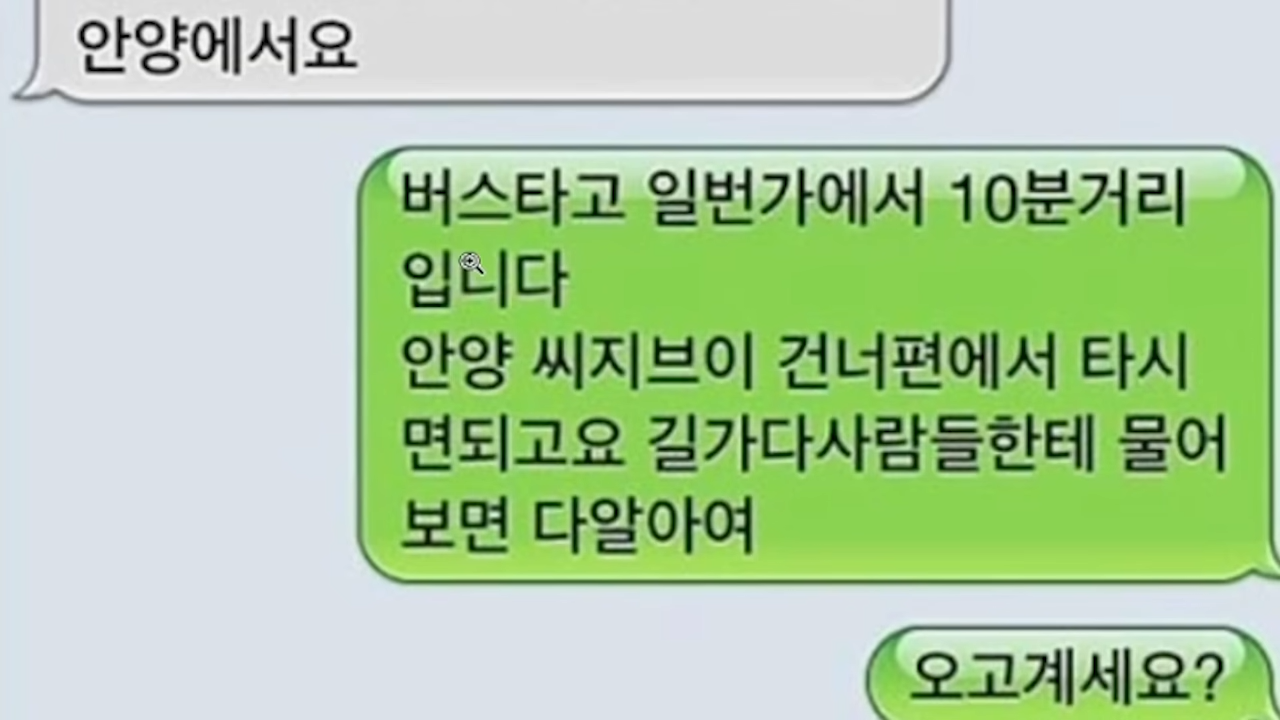 안양에서요
버스타고 일번가에서 10분거리
입니다
안양 씨지브이 건너편에서 타시
면되고요 길가다사람들한테 물어
보면 다알아여
오고계세요?